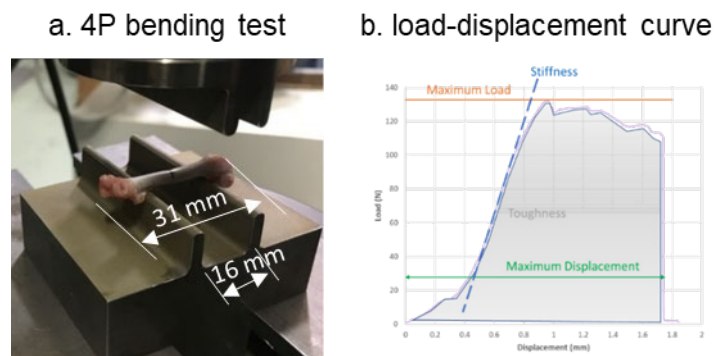 a. 4P bending test
b. load-displacement curve
31 mm
16 mm
Stiffness
Maximum Load
Toughness
Maximum Displacement
Load (N)
140
120
100
80
60
40
20
0
0 0.2 0.4 0.6 0.8 1 1.2 1.4 1.6 1.8 2
Displacement (mm)